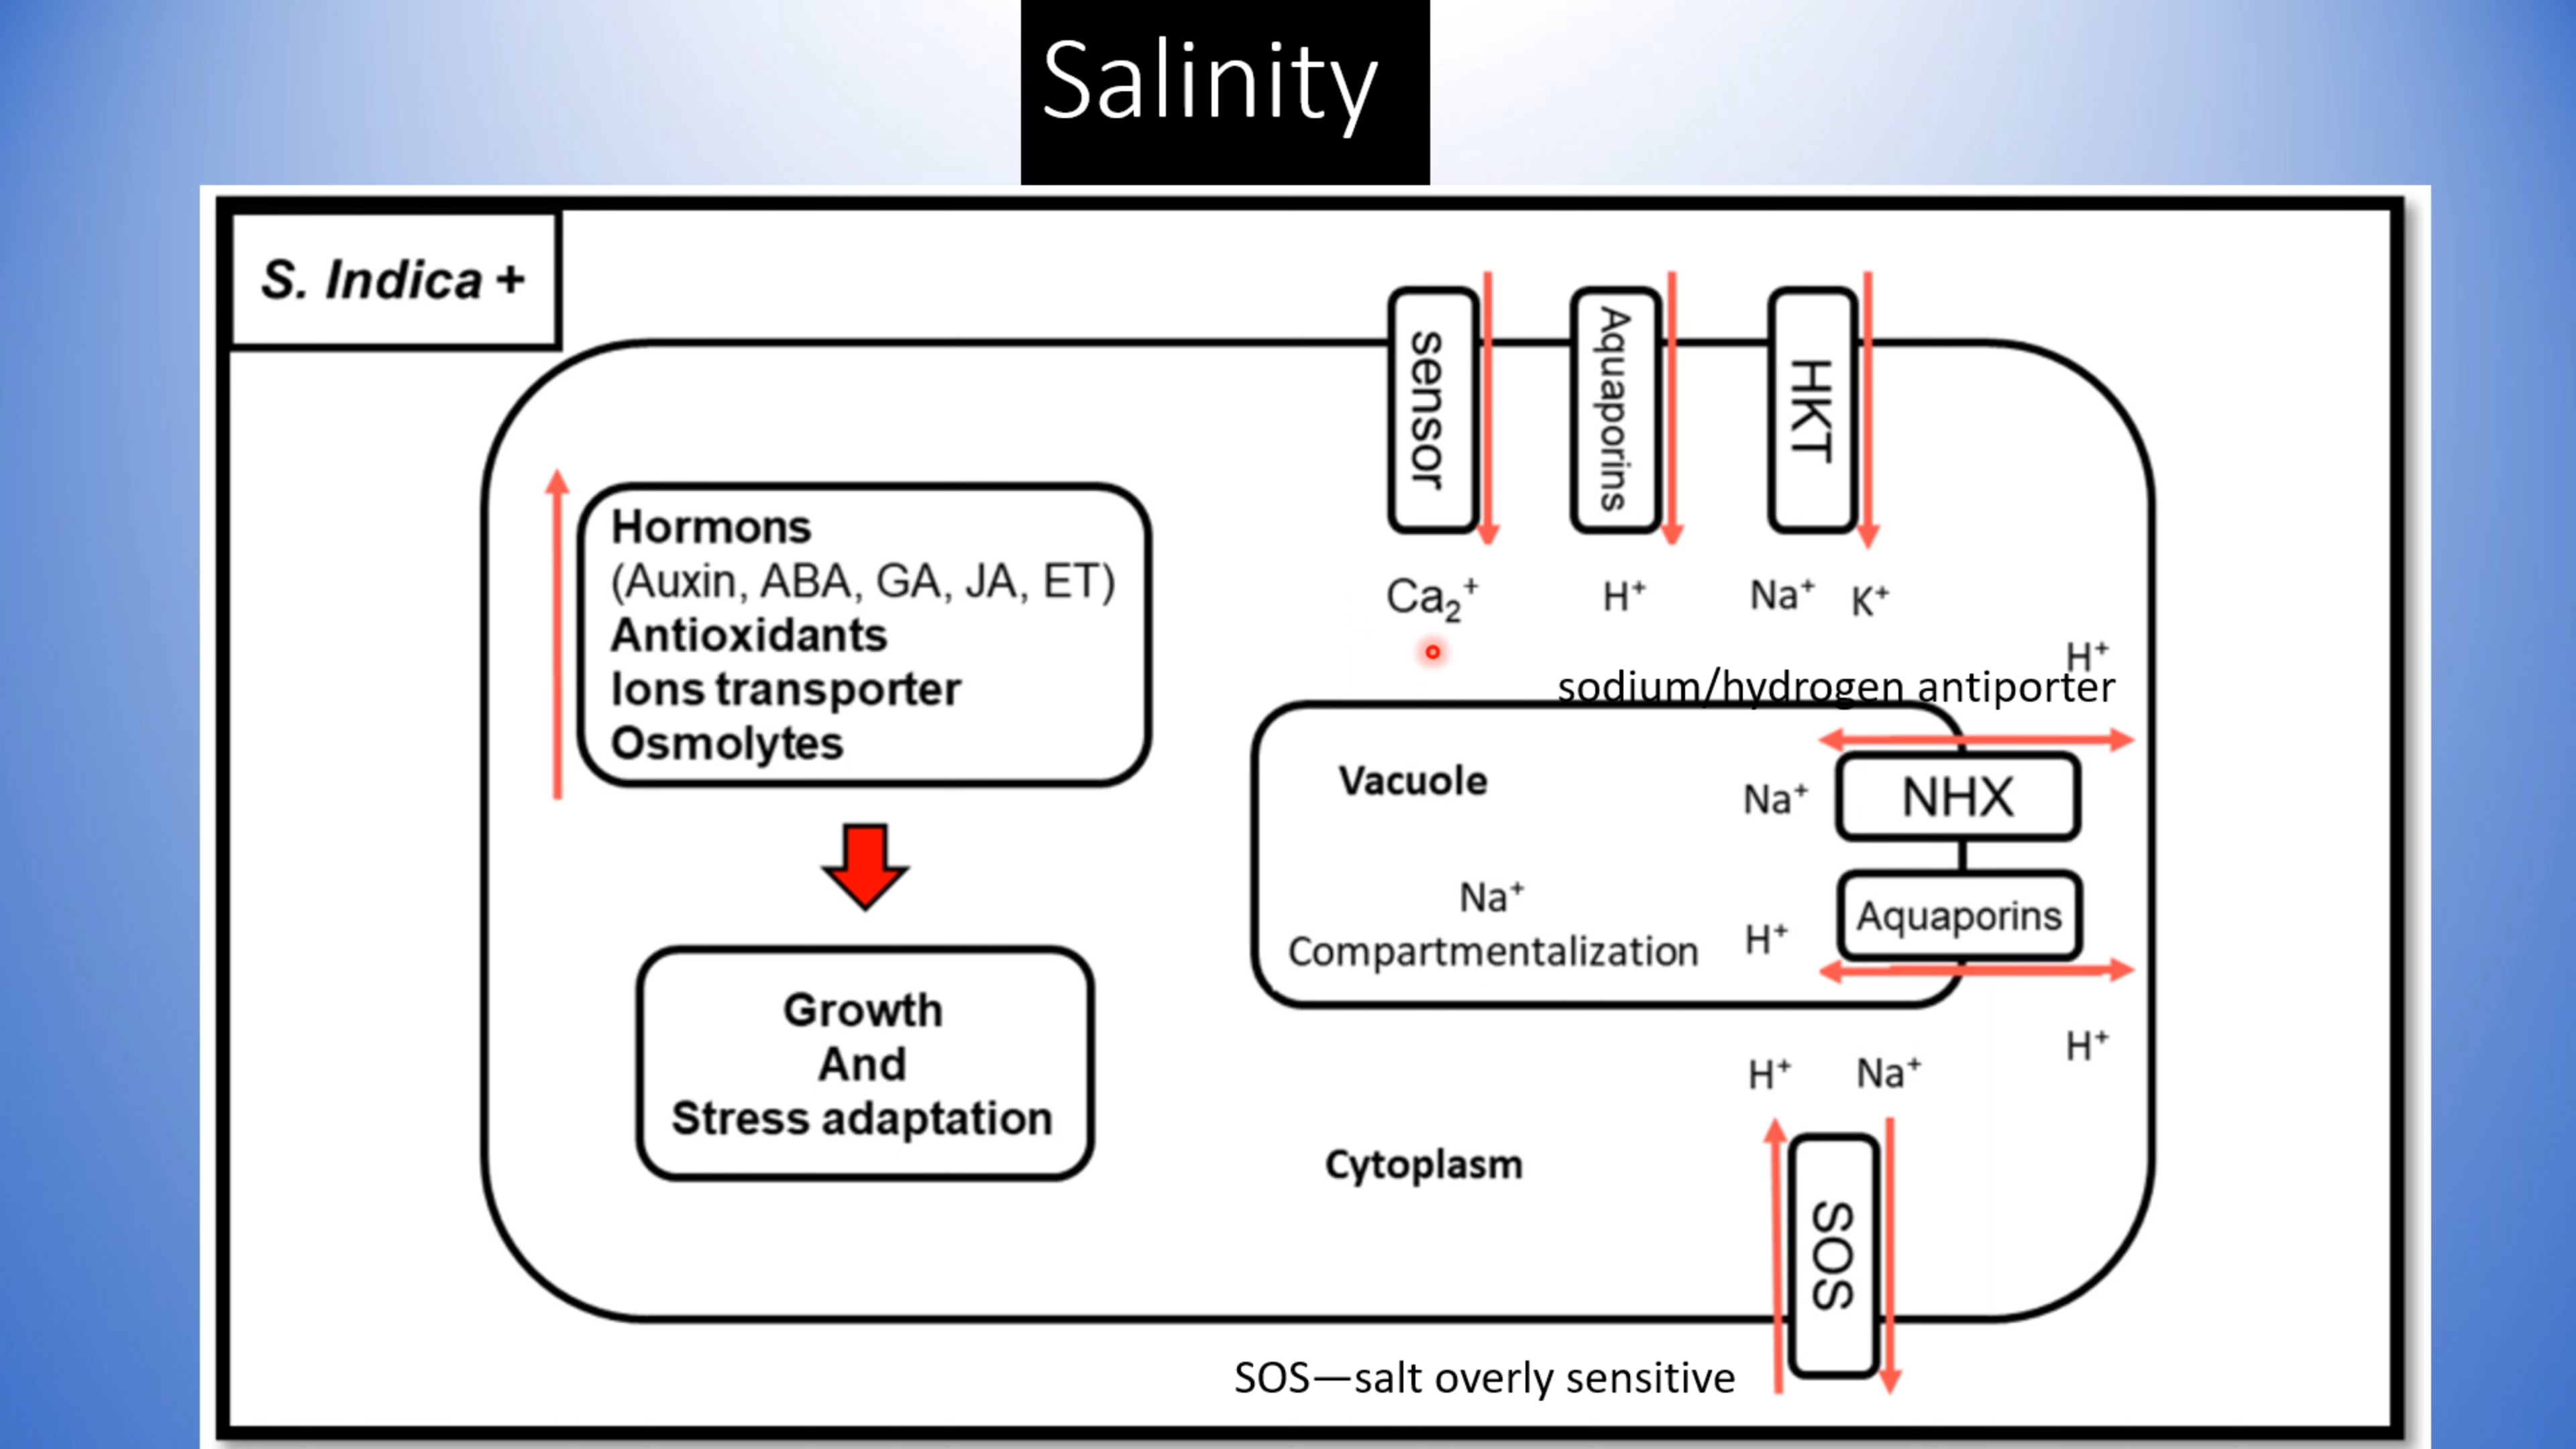 Salinity
S. Indica +
sensor
Aquaporins
HKT
Ca₂⁺
H⁺
Na⁺
K⁺
Hormons
(Auxin, ABA, GA, JA, ET)
Antioxidants
Ions transporter
Osmolytes
H⁺
sodium/hydrogen antiporter
Vacuole
Na⁺
NHX
Na⁺
Compartmentalization
H⁺
Aquaporins
Growth
And
Stress adaptation
H⁺
Na⁺
H⁺
Cytoplasm
SOS
SOS—salt overly sensitive